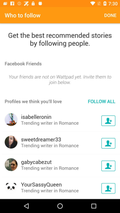 7:30
Who to follow
DONE
Get the best recommended stories
by following people.
Facebook Friends
Your friends are not on Wattpad yet. Invite them to
join below.
Profiles we think you'll love
FOLLOW ALL
isabelleronin
Trending writer in Romance
sweetdreamer33
Trending writer in Romance
gabycabezut
Trending writer in Romance
YourSassyQueen
Trending writer in Romance